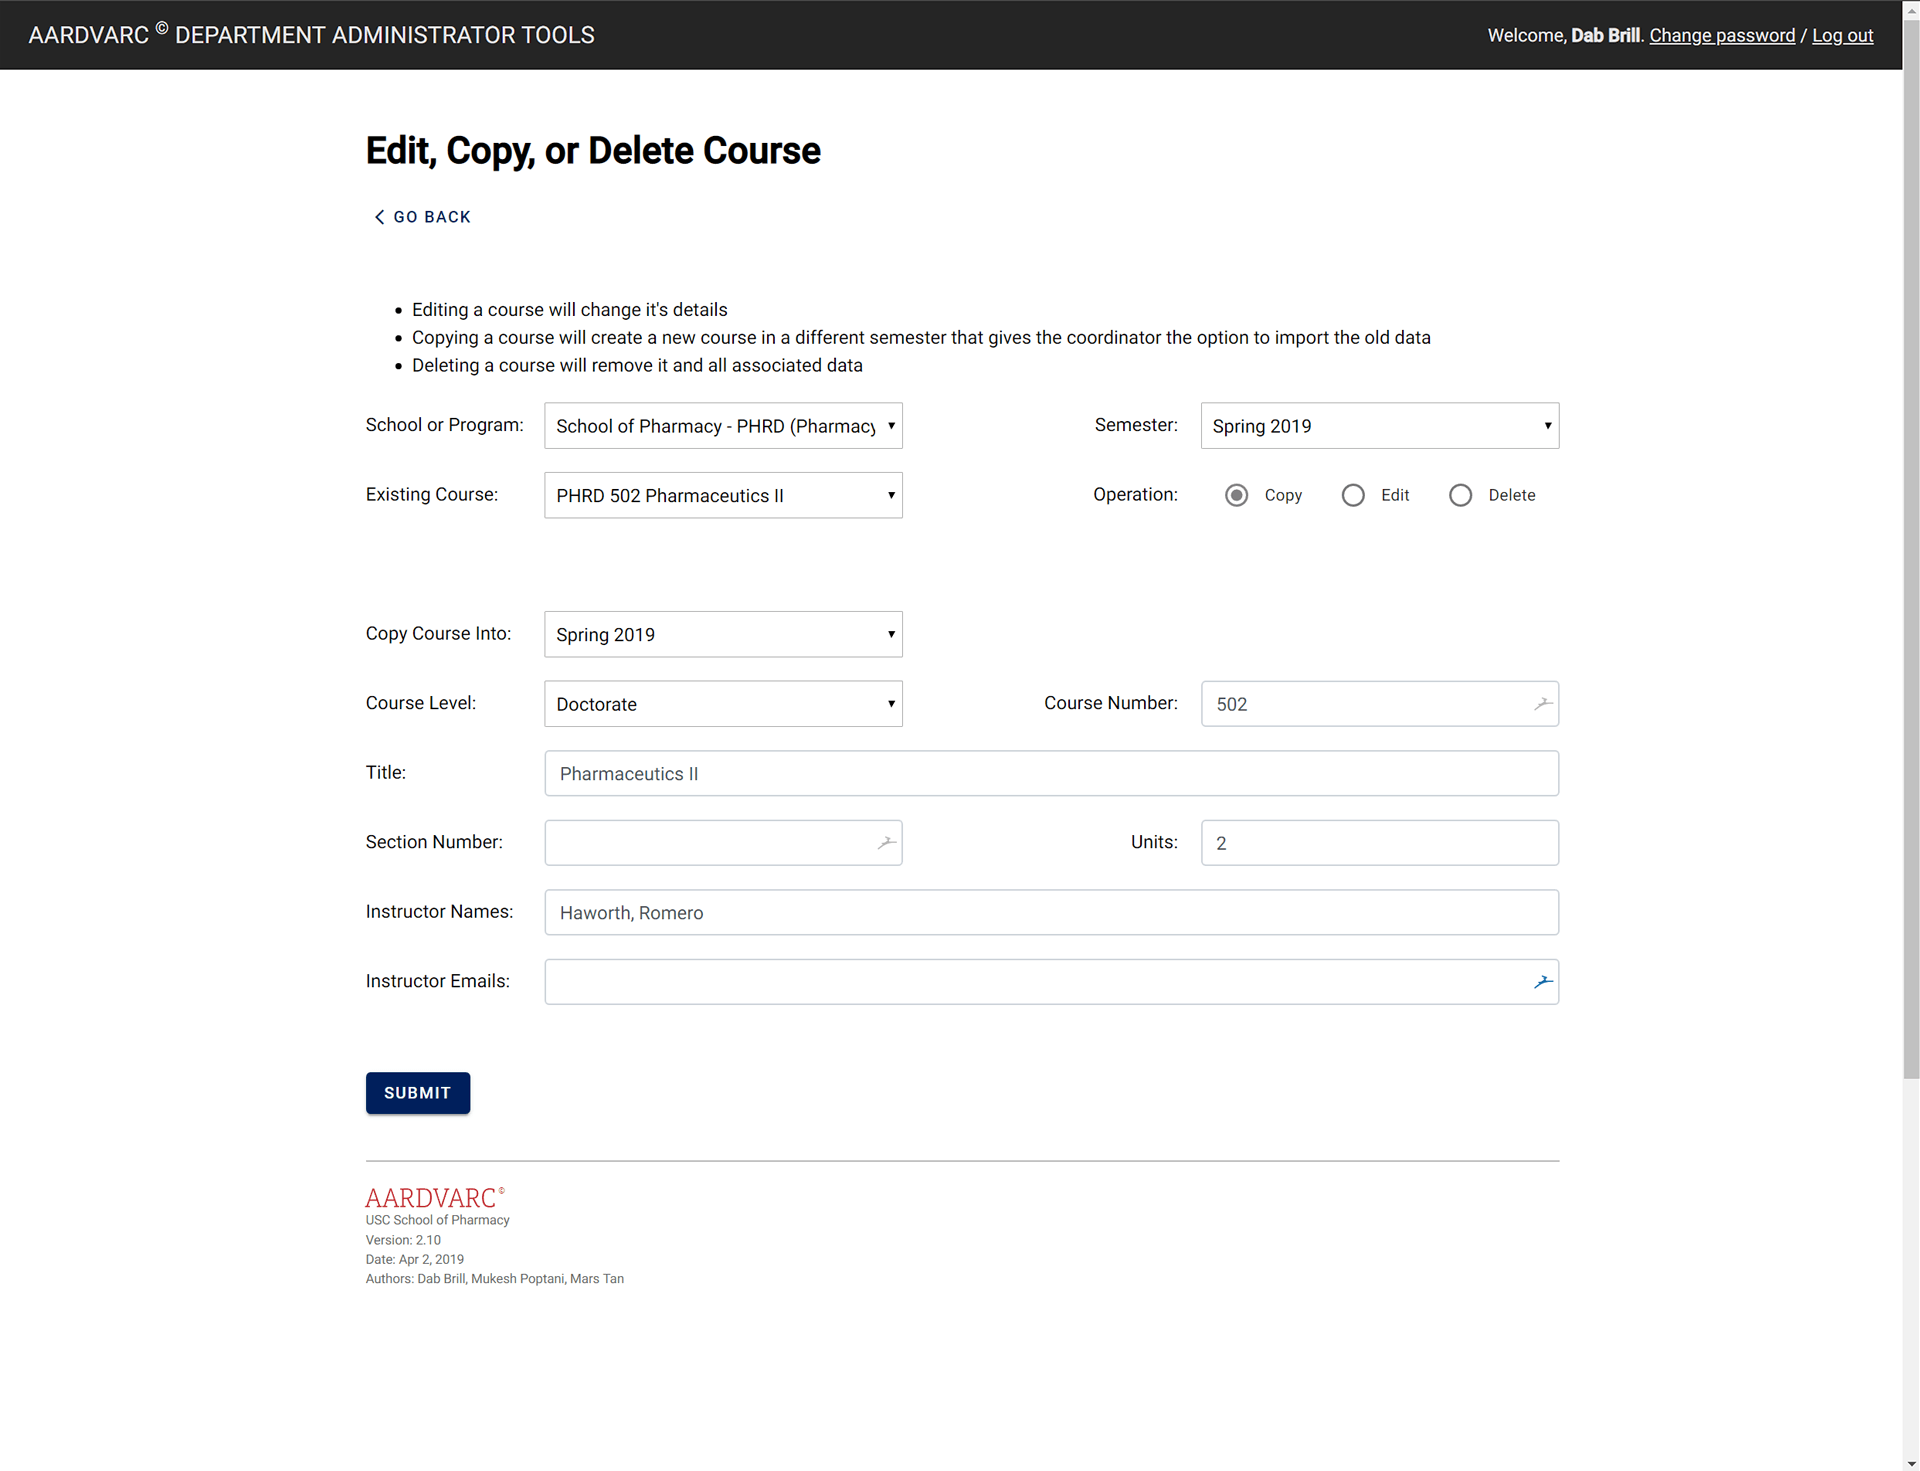 AARDVARC © DEPARTMENT ADMINISTRATOR TOOLS
Welcome, Dab Brill. Change password / Log out
Edit, Copy, or Delete Course
GO BACK
Editing a course will change it's details
Copying a course will create a new course in a different semester that gives the coordinator the option to import the old data
Deleting a course will remove it and all associated data
School or Program: School of Pharmacy - PHRD (Pharmacy Semester: Spring 2019
Existing Course: PHRD 502 Pharmaceutics II Operation: Copy Edit Delete
Copy Course Into: Spring 2019
Course Level: Doctorate Course Number: 502
Title: Pharmaceutics II
Section Number: Units: 2
Instructor Names: Haworth, Romero
Instructor Emails:
SUBMIT
AARDVARC©
USC School of Pharmacy
Version: 2.10
Date: Apr 2, 2019
Authors: Dab Brill, Mukesh Poptani, Mars Tan